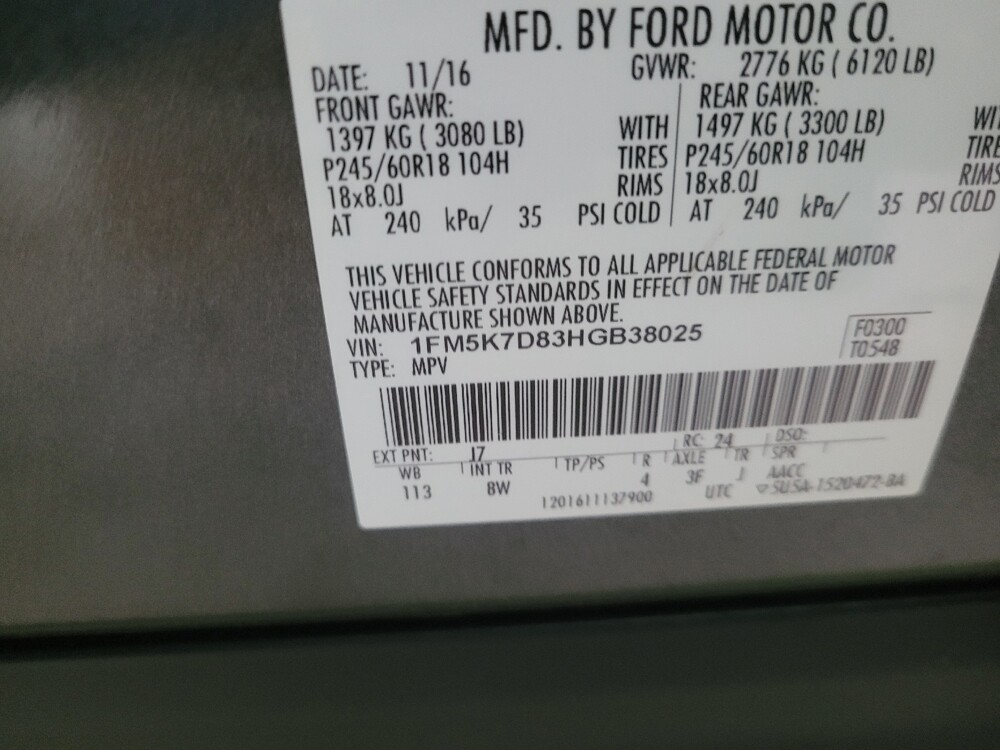 MFD. BY FORD MOTOR CO.
DATE: 11/16 GVWR: 2776 KG ( 6120 LB)
FRONT GAWR: REAR GAWR:
1397 KG ( 3080 LB) WITH 1497 KG ( 3300 LB) WIT
P245/60R18 104H TIRES P245/60R18 104H TIRE
18x8.0J RIMS 18x8.0J RIMS
AT 240 kPa/ 35 PSI COLD AT 240 kPa/ 35 PSI COLD
THIS VEHICLE CONFORMS TO ALL APPLICABLE FEDERAL MOTOR
VEHICLE SAFETY STANDARDS IN EFFECT ON THE DATE OF
MANUFACTURE SHOWN ABOVE.
VIN: 1FM5K7D83HGB38025 F0300
TYPE: MPV T0548
EXT PNT: J7 RC: 24 DSO:
WB INT TR TP/PS R AXLE TR SPR
113 8W 4 3F J AACC
1201611137900 UTC